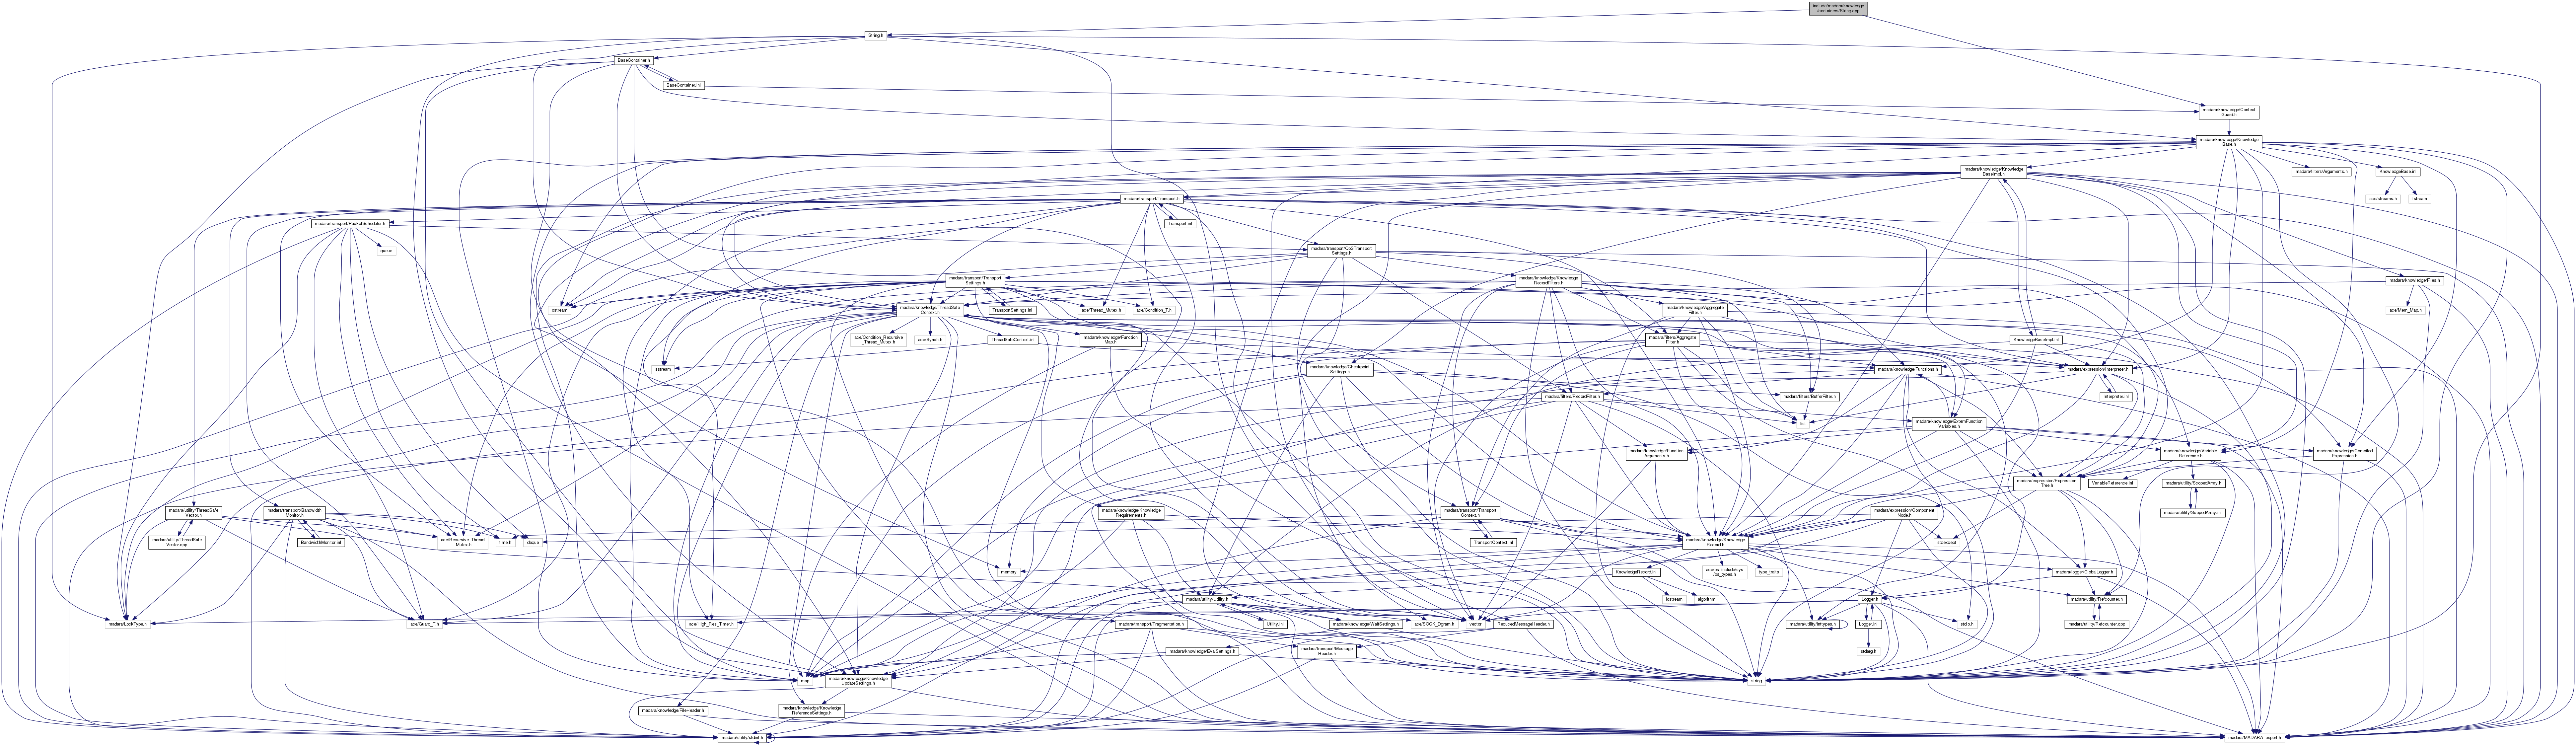 include/madara/knowledge
/containers/String.cpp
String.h
BaseContainer.h
BaseContainer.inl
madara/knowledge/Context
Guard.h
madara/knowledge/Knowledge
Base.h
madara/knowledge/Knowledge
BaseImpl.h
madara/filters/Arguments.h
KnowledgeBase.inl
madara/transport/Transport.h
ace/streams.h
fstream
madara/transport/PacketScheduler.h
Transport.inl
queue
madara/transport/QoSTransport
Settings.h
madara/transport/Transport
Settings.h
madara/knowledge/Knowledge
RecordFilters.h
madara/knowledge/Files.h
ostream
madara/knowledge/ThreadSafe
Context.h
TransportSettings.inl
ace/Thread_Mutex.h
ace/Condition_T.h
madara/knowledge/Aggregate
Filter.h
ace/Mem_Map.h
ace/Condition_Recursive
_Thread_Mutex.h
ace/Synch.h
ThreadSafeContext.inl
madara/knowledge/Function
Map.h
madara/filters/Aggregate
Filter.h
KnowledgeBaseImpl.inl
sstream
madara/knowledge/Checkpoint
Settings.h
madara/knowledge/Functions.h
madara/expression/Interpreter.h
madara/filters/RecordFilter.h
madara/filters/BufferFilter.h
Interpreter.inl
list
madara/knowledge/ExternFunction
Variables.h
madara/knowledge/Function
Arguments.h
madara/knowledge/Variable
Reference.h
madara/knowledge/Compiled
Expression.h
madara/expression/Expression
Tree.h
VariableReference.inl
madara/utility/ScopedArray.h
madara/utility/ThreadSafe
Vector.h
madara/transport/Bandwidth
Monitor.h
madara/knowledge/Knowledge
Requirements.h
madara/transport/Transport
Context.h
madara/expression/Component
Node.h
madara/utility/ScopedArray.inl
madara/utility/ThreadSafe
Vector.cpp
BandwidthMonitor.inl
ace/Recursive_Thread
_Mutex.h
time.h
deque
TransportContext.inl
madara/knowledge/Knowledge
Record.h
stdexcept
memory
KnowledgeRecord.inl
ace/os_include/sys
/os_types.h
type_traits
madara/logger/GlobalLogger.h
madara/utility/Utility.h
iostream
algorithm
Logger.h
madara/utility/Refcounter.h
madara/LockType.h
ace/Guard_T.h
ace/High_Res_Timer.h
madara/transport/Fragmentation.h
Utility.inl
madara/knowledge/WaitSettings.h
ace/SOCK_Dgram.h
vector
ReducedMessageHeader.h
madara/utility/inttypes.h
Logger.inl
stdio.h
madara/utility/Refcounter.cpp
madara/knowledge/EvalSettings.h
madara/transport/Message
Header.h
stdarg.h
map
madara/knowledge/Knowledge
UpdateSettings.h
string
madara/knowledge/FileHeader.h
madara/knowledge/Knowledge
ReferenceSettings.h
madara/utility/stdint.h
madara/MADARA_export.h